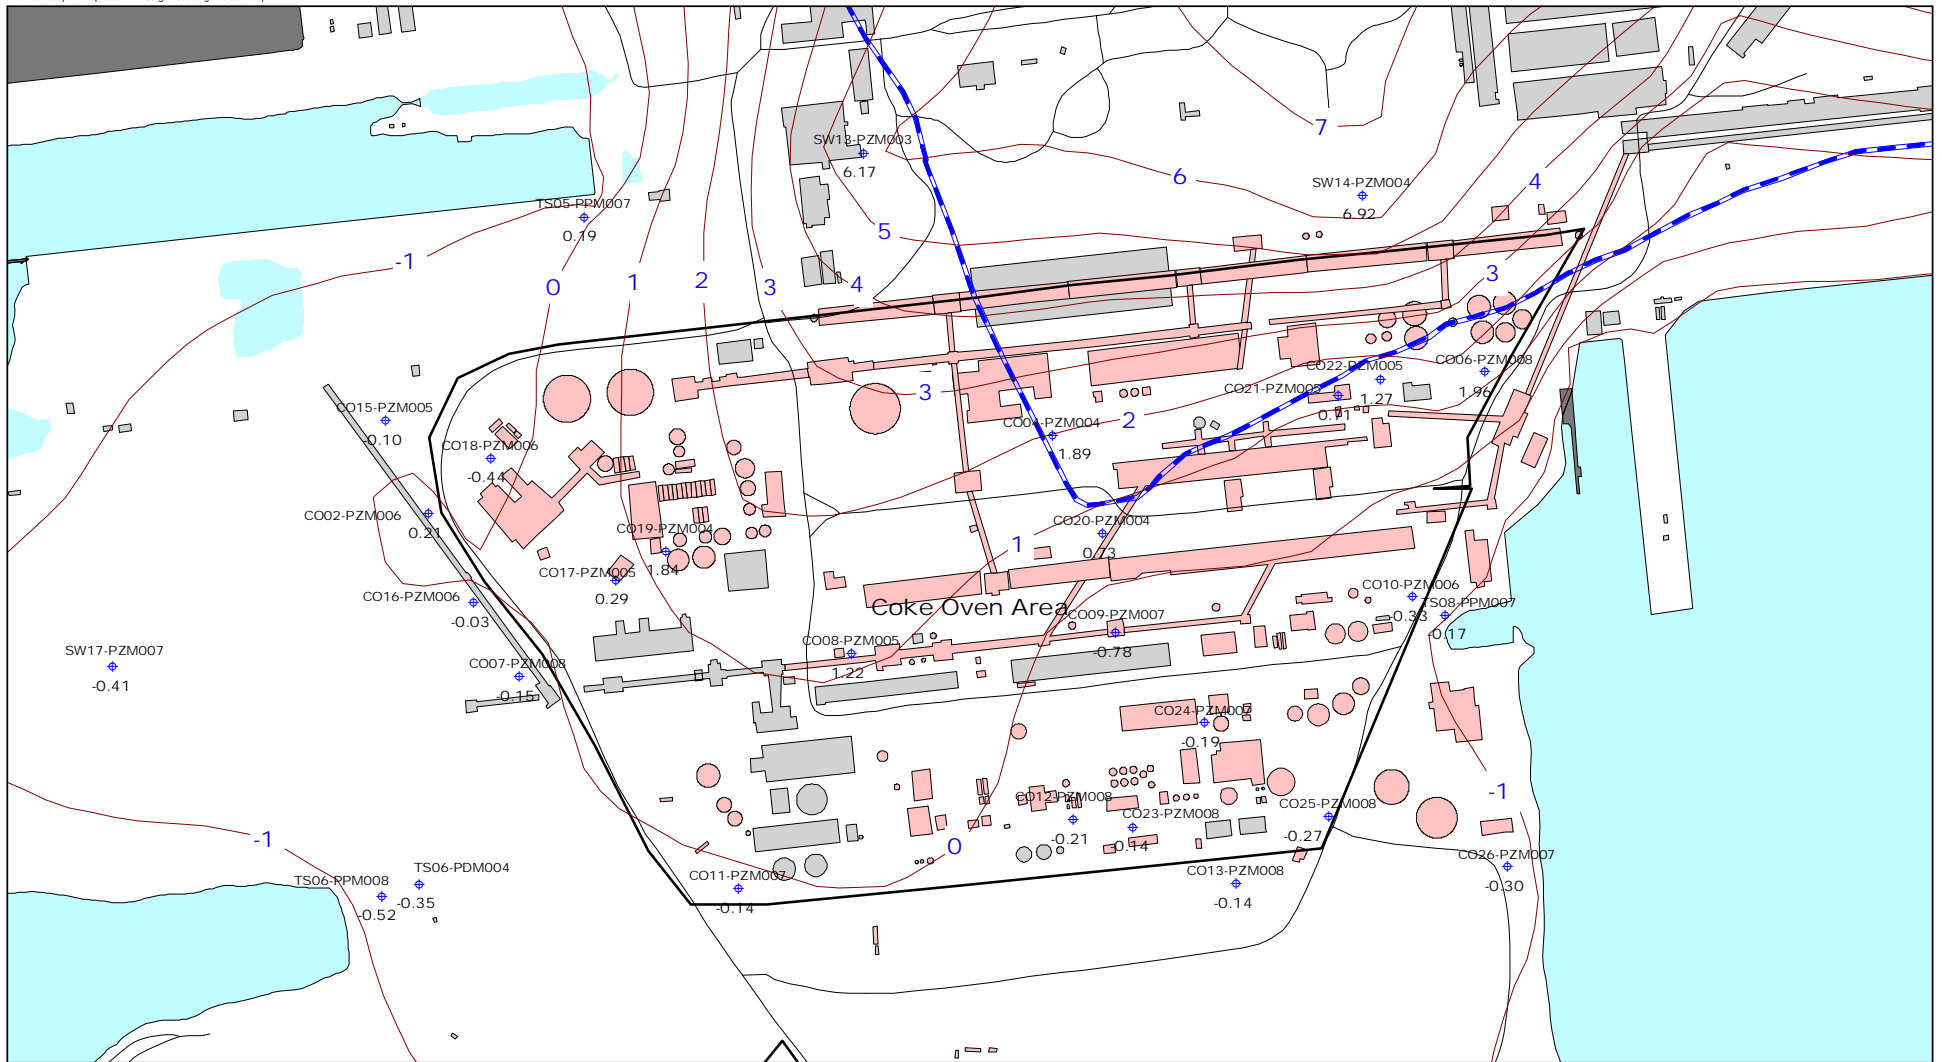 7
SW13-PZM003
6.17
6
SW14-PZM004
6.92
4
TS05-PPM007
0.19
5
-1
0
1
2
3
4
3
CO22-PZM005
1.27
CO06-PZM008
1.96
CO21-PZM005
0.71
3
2
CO15-PZM005
-0.10
CO04-PZM004
1.89
CO18-PZM006
-0.44
CO02-PZM006
0.21
CO19-PZM004
1.84
CO20-PZM004
0.73
1
CO17-PZM005
0.29
CO16-PZM006
-0.03
Coke Oven Area
CO10-PZM006
-0.33
TS08-PPM007
-0.17
CO09-PZM007
-0.78
CO08-PZM005
1.22
SW17-PZM007
-0.41
CO07-PZM008
-0.15
CO24-PZM007
-0.19
-1
CO12-PZM008
-0.21
CO23-PZM008
-0.14
CO25-PZM008
-0.27
-1
0
CO26-PZM007
-0.30
TS06-PDM004
-0.35
TS06-PPM008
-0.52
CO11-PZM007
-0.14
CO13-PZM008
-0.14